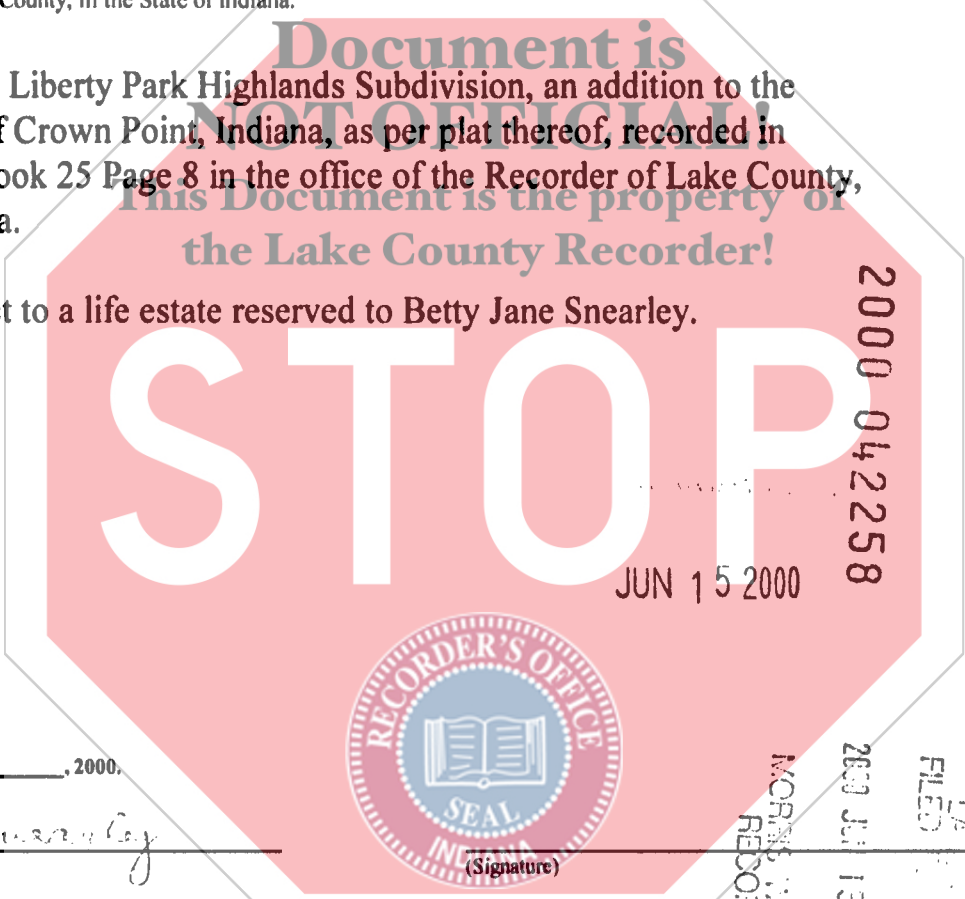 County, in the State of Indiana.
Document is
Liberty Park Highlands Subdivision, an addition to the
NOT OFFICIAL!
Crown Point, Indiana, as per plat thereof, recorded in
ook 25 Page 8 in the office of the Recorder of Lake County,
This Document is the property of
a.
the Lake County Recorder!
t to a life estate reserved to Betty Jane Snearley.
STOP
2000 042258
JUN 15 2000
RECORDER'S OFFICE
SEAL
INDIANA
, 2000.
(Signature)
FILED
RECO